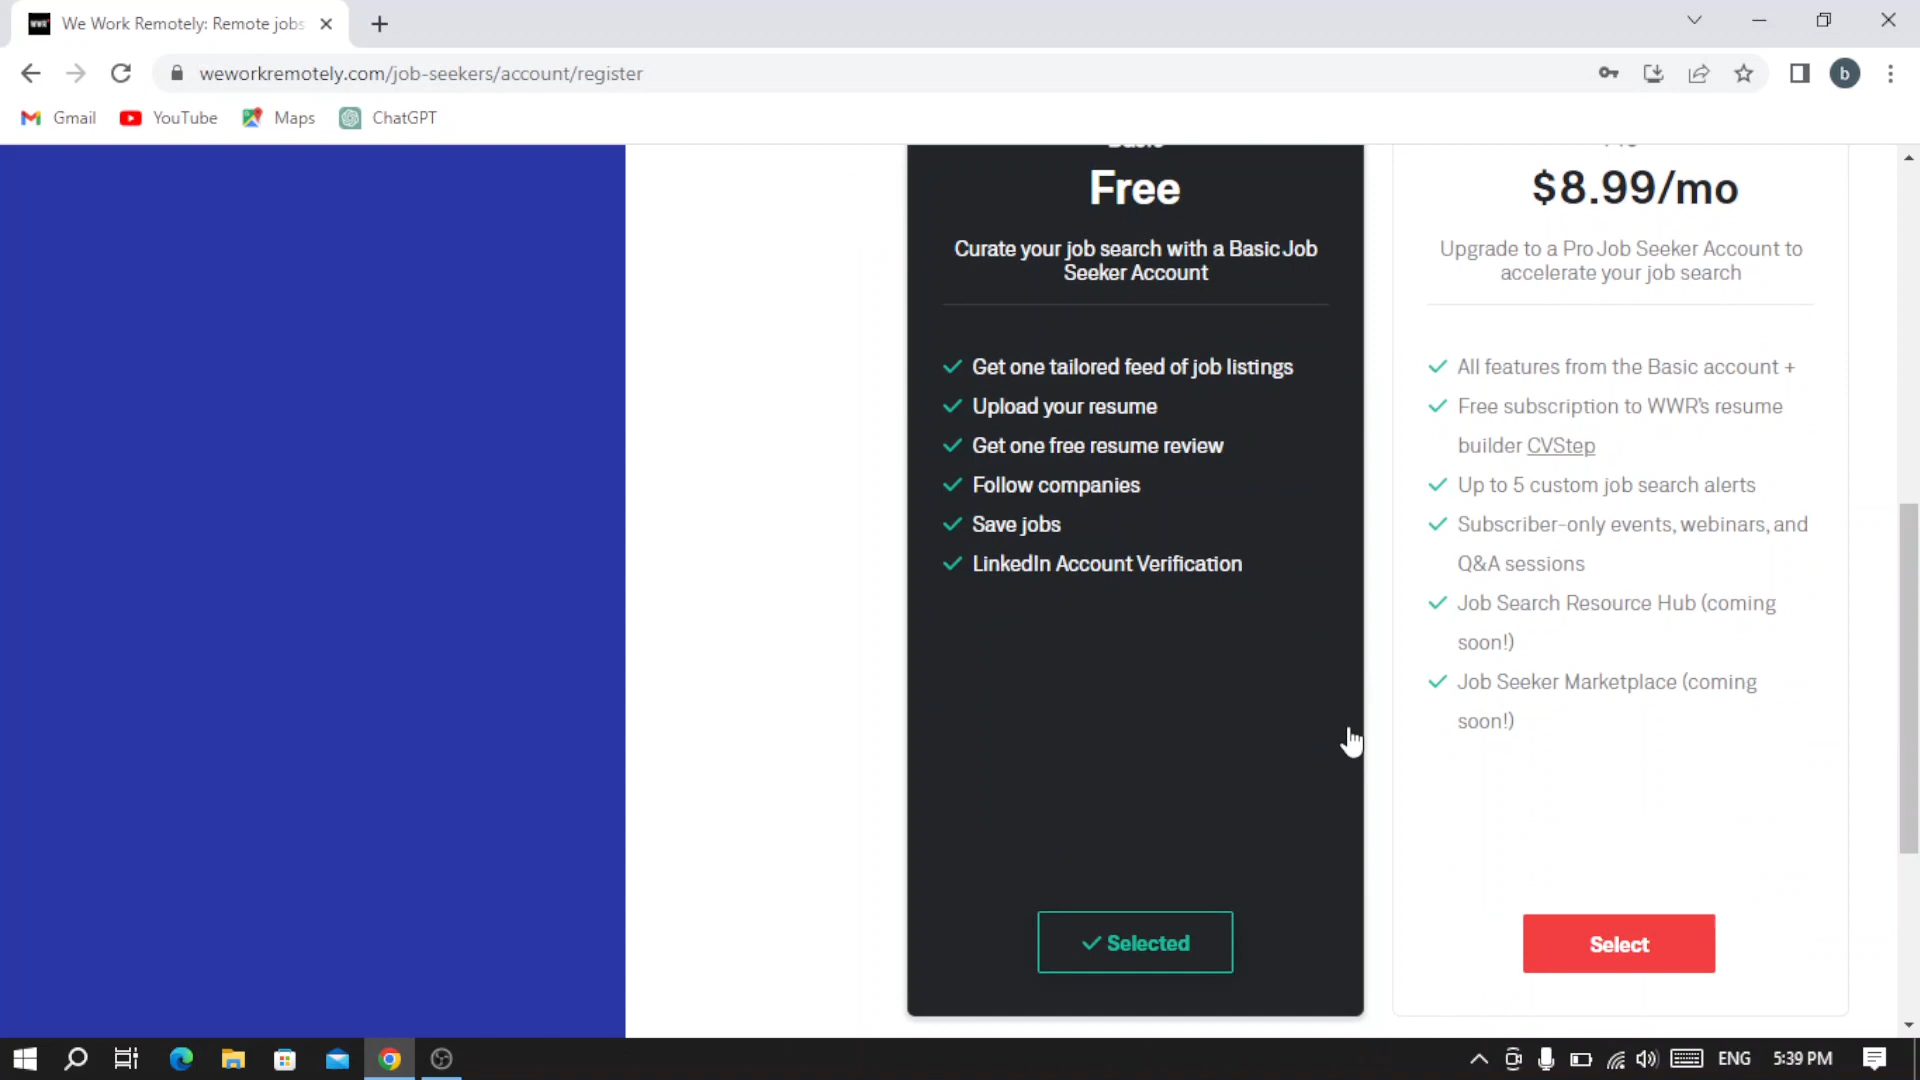 We Work Remotely: Remote jobs
weworkremotely.com/job-seekers/account/register
b
Gmail
YouTube
Maps
ChatGPT
Free
Curate your job search with a Basic Job
Seeker Account
Get one tailored feed of job listings
Upload your resume
Get one free resume review
Follow companies
Save jobs
LinkedIn Account Verification
Selected
$8.99/mo
Upgrade to a Pro Job Seeker Account to
accelerate your job search
All features from the Basic account +
Free subscription to WWR's resume
builder CVStep
Up to 5 custom job search alerts
Subscriber-only events, webinars, and
Q&A sessions
Job Search Resource Hub (coming
soon!)
Job Seeker Marketplace (coming
soon!)
Select
ENG
5:39 PM